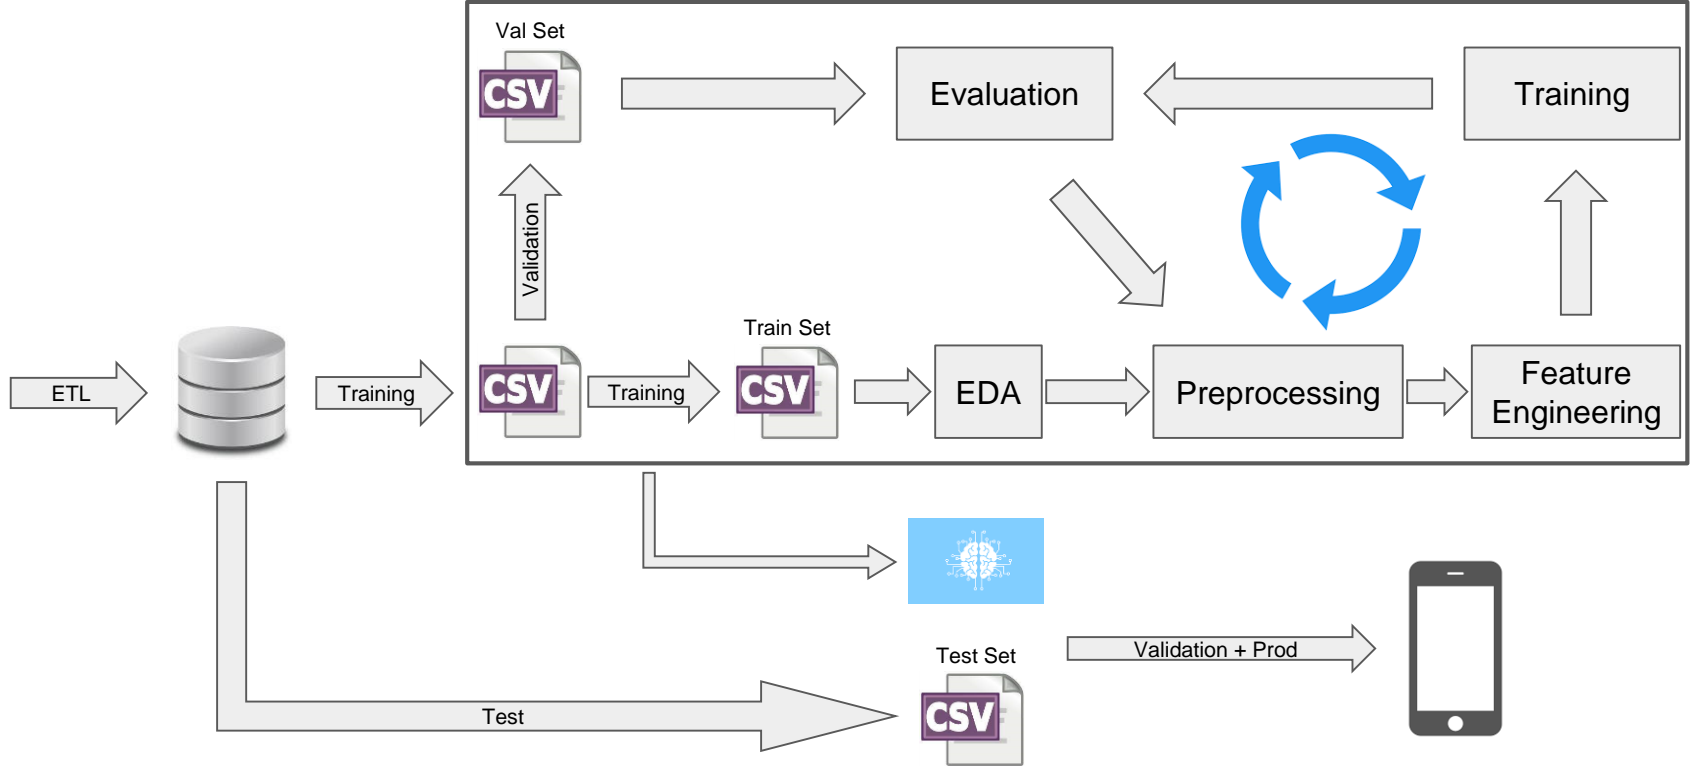 Val Set
CSV
Evaluation
Training
Validation
Train Set
ETL
Training
CSV
Training
CSV
EDA
Preprocessing
Feature
Engineering
Test Set
Validation + Prod
CSV
Test